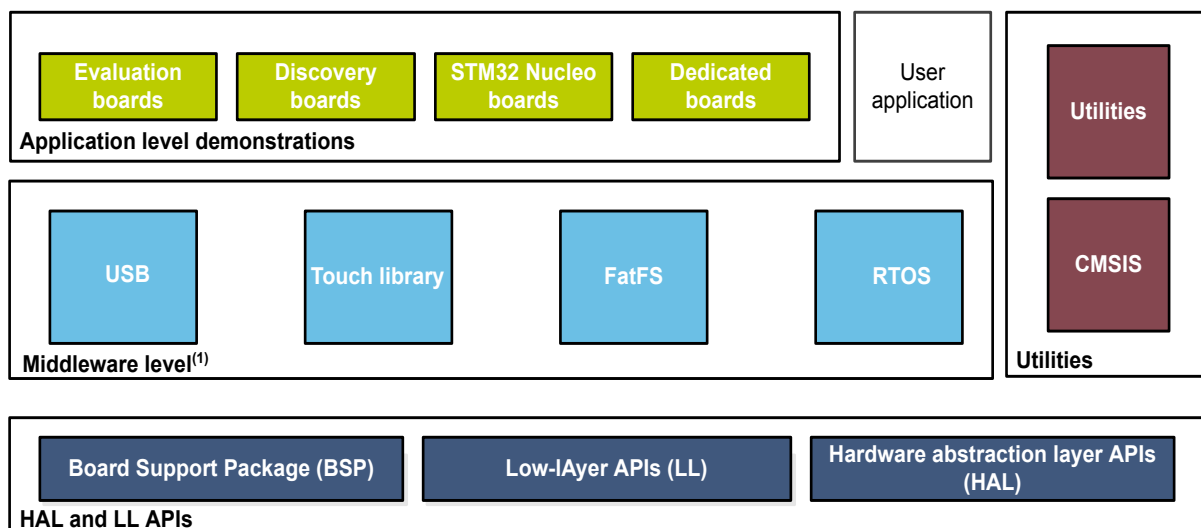 Evaluation
boards
Discovery
boards
STM32 Nucleo
boards
Dedicated
boards
Application level demonstrations
User
application
Utilities
CMSIS
Utilities
USB
Touch library
FatFS
RTOS
Middleware level(1)
Board Support Package (BSP)
Low-lAyer APIs (LL)
Hardware abstraction layer APIs
(HAL)
HAL and LL APIs